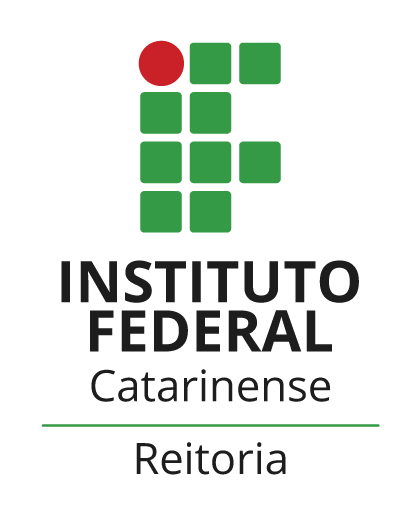 INSTITUTO
FEDERAL
Catarinense
Reitoria